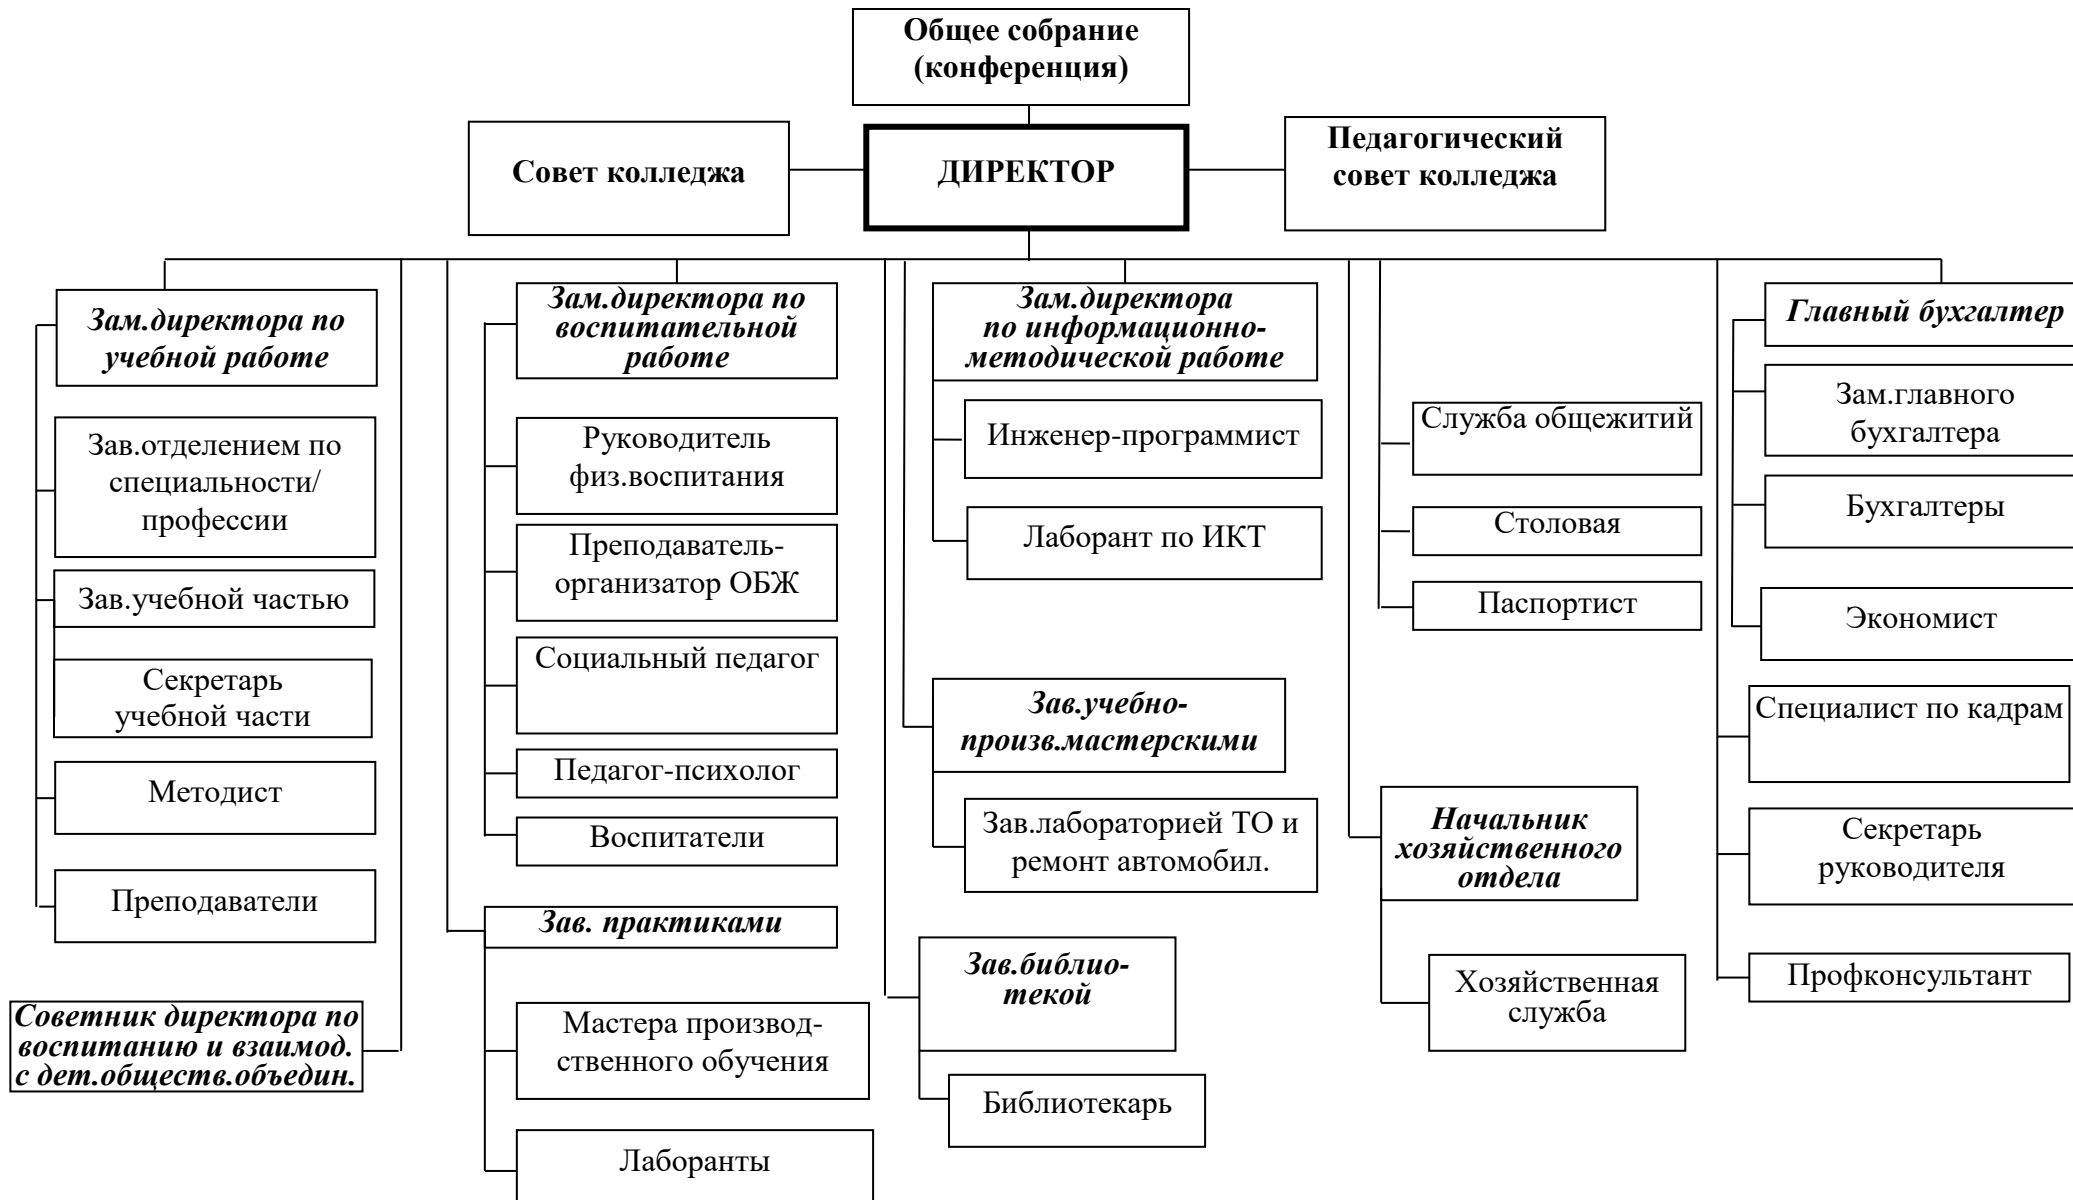 Общее собрание
(конференция)
Совет колледжа
ДИРЕКТОР
Педагогический
совет колледжа
Зам.директора по
учебной работе
Зав.отделением по
специальности/
профессии
Зав.учебной частью
Секретарь
учебной части
Методист
Преподаватели
Советник директора по
воспитанию и взаимод.
с дет.обществ.объедин.
Зам.директора по
воспитательной
работе
Руководитель
физ.воспитания
Преподаватель-
организатор ОБЖ
Социальный педагог
Педагог-психолог
Воспитатели
Зав. практиками
Мастера производ-
ственного обучения
Лаборанты
Зам.директора
по информационно-
методической работе
Инженер-программист
Лаборант по ИКТ
Зав.учебно-
произв.мастерскими
Зав.лабораторией ТО и
ремонт автомобил.
Зав.библио-
текой
Библиотекарь
Служба общежитий
Столовая
Паспортист
Начальник
хозяйственного
отдела
Хозяйственная
служба
Главный бухгалтер
Зам.главного
бухгалтера
Бухгалтеры
Экономист
Специалист по кадрам
Секретарь
руководителя
Профконсультант